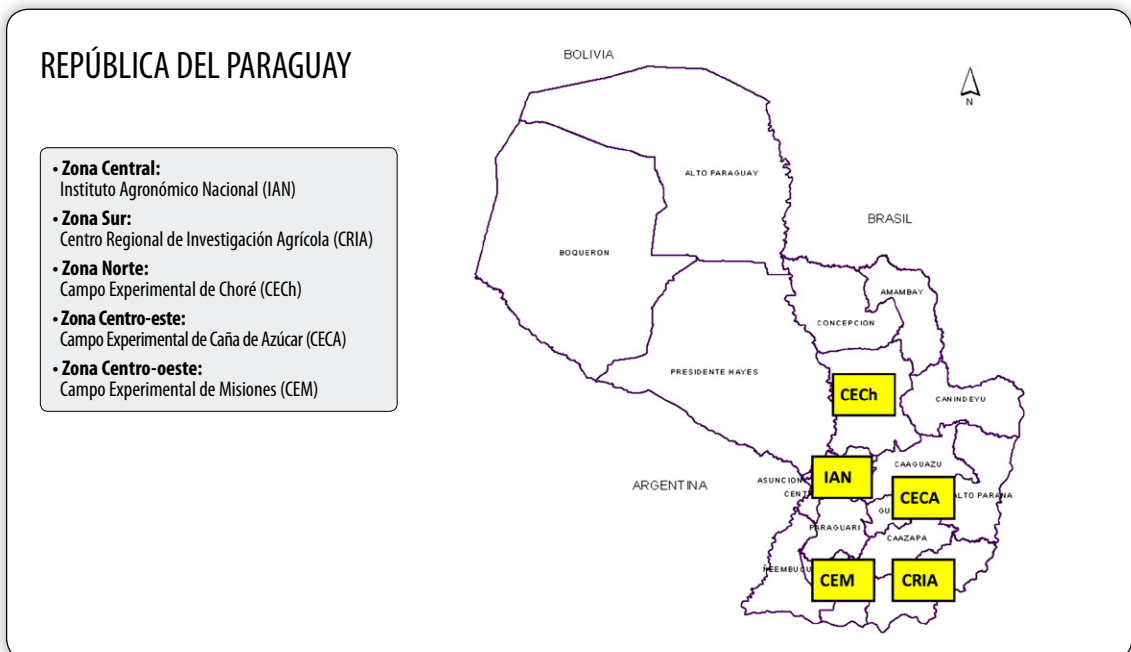 REPÚBLICA DEL PARAGUAY
• Zona Central:
Instituto Agronómico Nacional (IAN)
• Zona Sur:
Centro Regional de Investigación Agrícola (CRIA)
• Zona Norte:
Campo Experimental de Choré (CECh)
• Zona Centro-este:
Campo Experimental de Caña de Azúcar (CECA)
• Zona Centro-oeste:
Campo Experimental de Misiones (CEM)
BOLIVIA
N
ALTO PARAGUAY
BRASIL
BOQUERON
AMAMBAY
CONCEPCION
PRESIDENTE HAYES
CECh
CANINDEYU
CAAGUAZU
IAN
ASUNCION
ARGENTINA
CENT
CECA
ALTO PARANA
GU
PARAGUARI
CAAZAPA
ÑEEMBUCU
CEM
CRIA